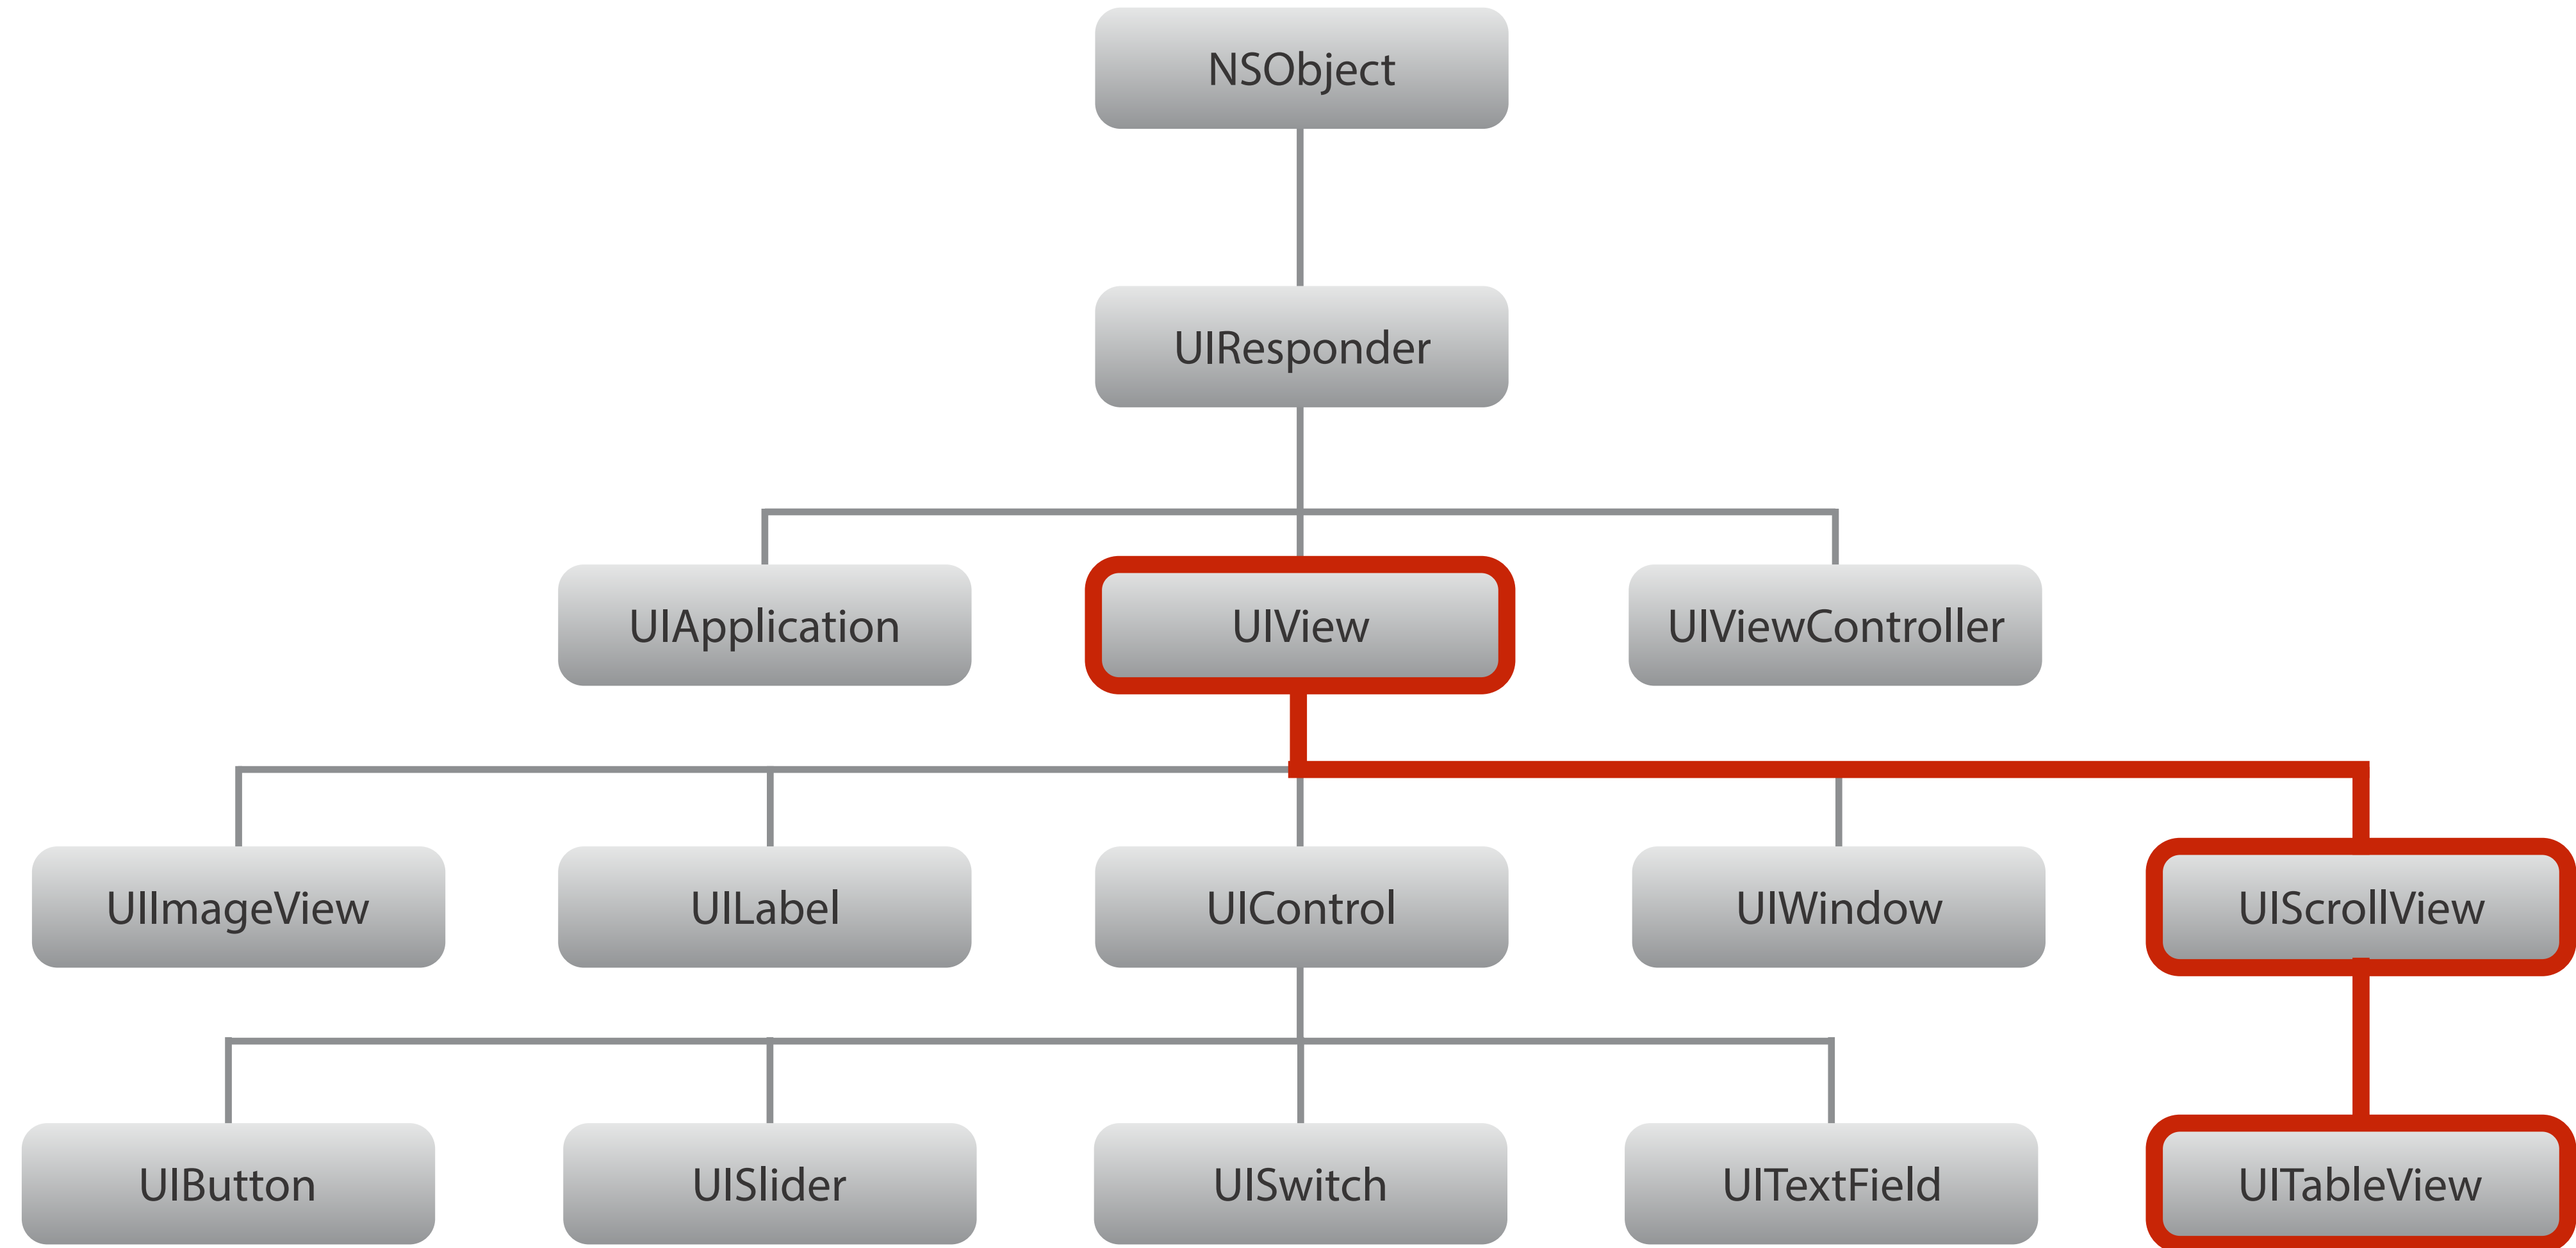 NSObject
UIResponder
UIApplication
UIView
UIViewController
UIImageView
UILabel
UIControl
UIWindow
UIScrollView
UIButton
UISlider
UISwitch
UITextField
UITableView